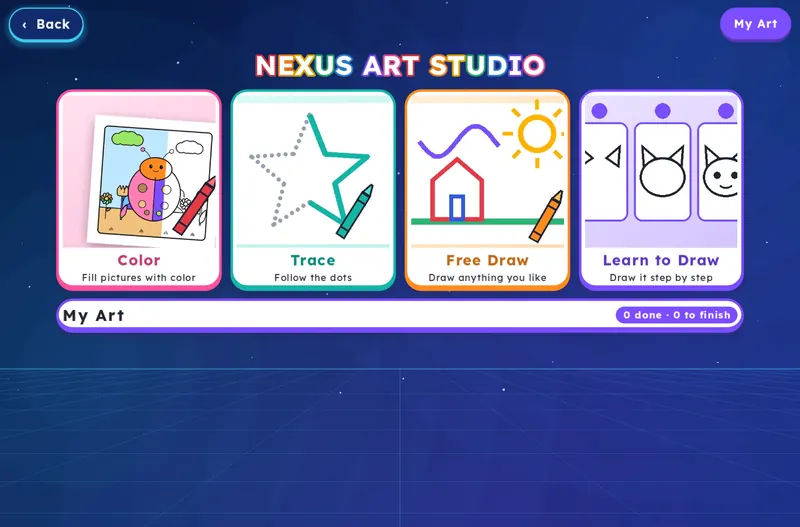 ‹ Back
My Art
NEXUS ART STUDIO
Color
Fill pictures with color
Trace
Follow the dots
Free Draw
Draw anything you like
Learn to Draw
Draw it step by step
My Art
0 done · 0 to finish